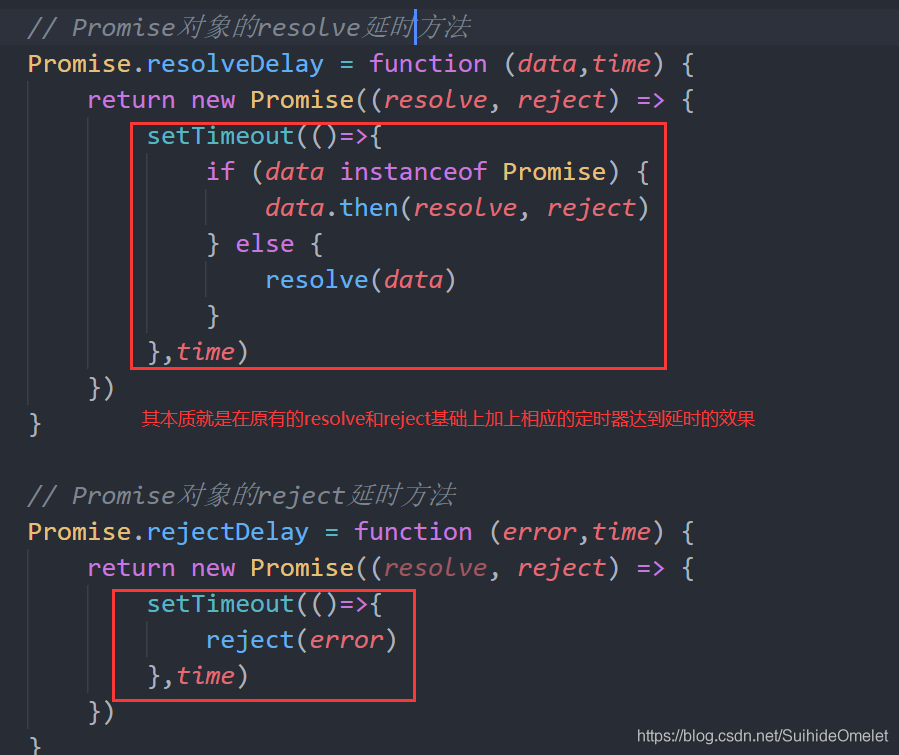 // Promise对象的resolve延时方法
Promise.resolveDelay = function (data,time) {
    return new Promise((resolve, reject) => {
        setTimeout(()=>{
            if (data instanceof Promise) {
                data.then(resolve, reject)
            } else {
                resolve(data)
            }
        },time)
    })
}
其本质就是在原有的resolve和reject基础上加上相应的定时器达到延时的效果
// Promise对象的reject延时方法
Promise.rejectDelay = function (error,time) {
    return new Promise((resolve, reject) => {
        setTimeout(()=>{
            reject(error)
        },time)
    })
}
https://blog.csdn.net/SuihideOmelet